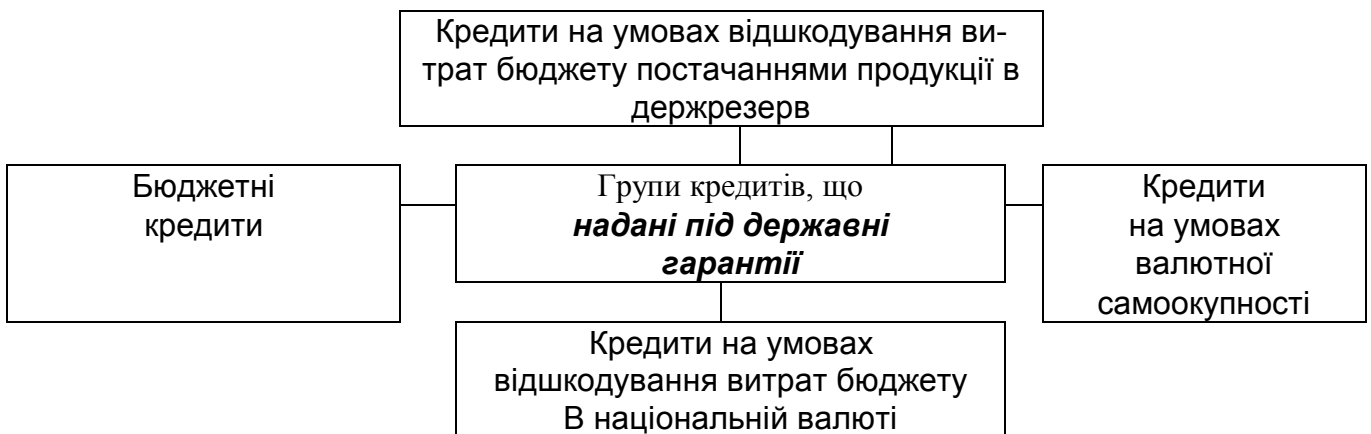 Кредити на умовах відшкодування ви-
трат бюджету постачаннями продукції в
держрезерв
Бюджетні
кредити
Групи кредитів, що
надані під державні
гарантії
Кредити
на умовах
валютної
самоокупності
Кредити на умовах
відшкодування витрат бюджету
В національній валюті